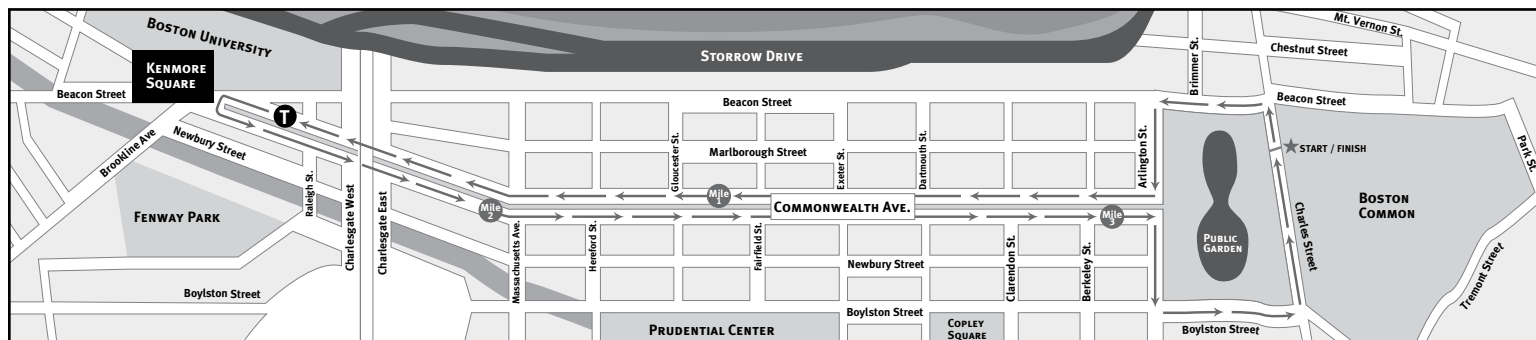 BOSTON UNIVERSITY
KENMORE
SQUARE
Beacon Street
T
Brookline Ave
Newbury Street
FENWAY PARK
Boylston Street
Raleigh St.
Charlesgate West
Charlesgate East
STORROW DRIVE
Beacon Street
Marlborough Street
Gloucester St.
Exeter St.
Dartmouth St.
Arlington St.
Mile
1
Mile
2
Mile
3
COMMONWEALTH AVE.
Massachusetts Ave.
Hereford St.
Fairfield St.
Newbury Street
Clarendon St.
Berkeley St.
Boylston Street
PRUDENTIAL CENTER
COPLEY
SQUARE
Brimmer St.
Mt. Vernon St.
Chestnut Street
Beacon Street
START / FINISH
Park St.
BOSTON
COMMON
PUBLIC
GARDEN
Charles Street
Tremont Street
Boylston Street